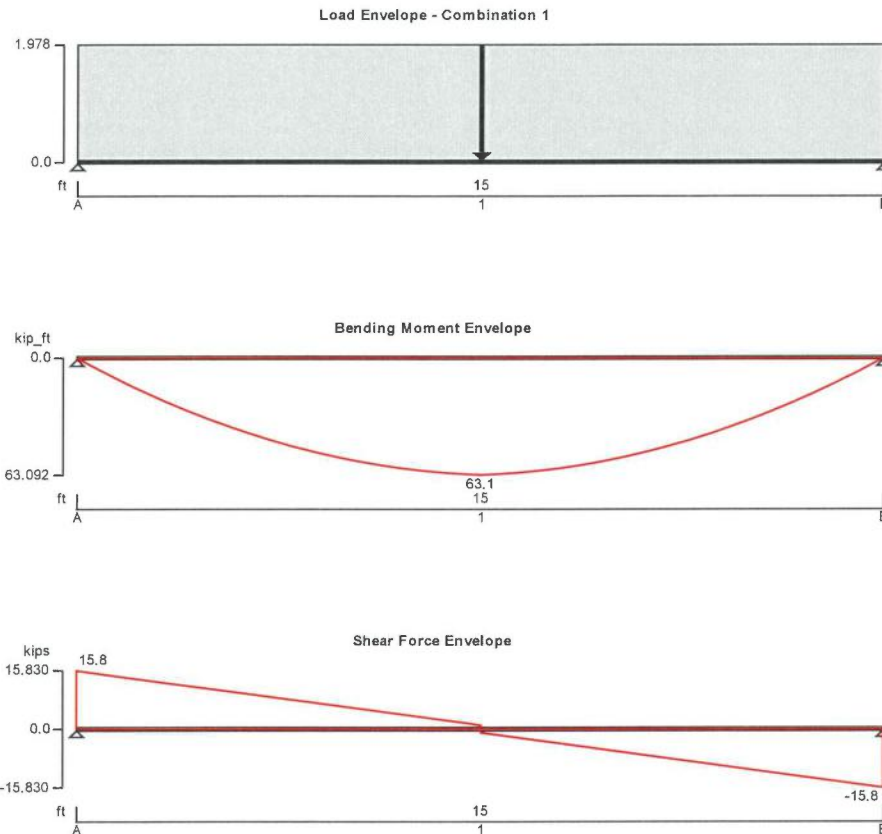 Load Envelope - Combination 1
1.978
0.0
ft
15
A
1
Bending Moment Envelope
kip_ft
0.0
63.092
63.1
ft
15
A
1
Shear Force Envelope
kips
15.830
15.8
0.0
-15.830
-15.8
ft
15
A
1